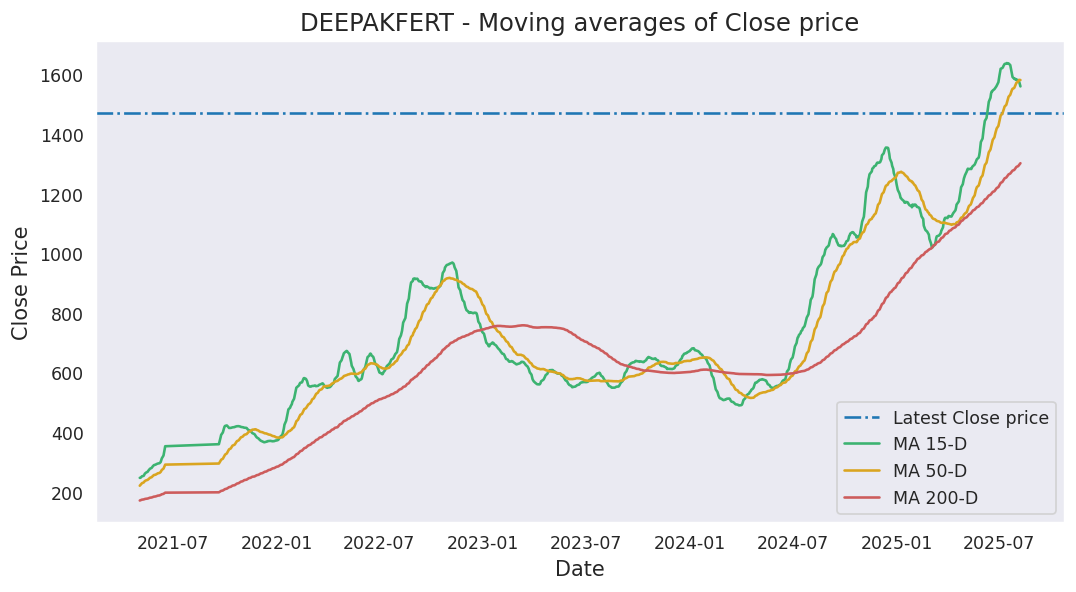 DEEPAKFERT - Moving averages of Close price
Close Price
1600
1400
1200
1000
800
600
400
200
Latest Close price
MA 15-D
MA 50-D
MA 200-D
2021-07 2022-01 2022-07 2023-01 2023-07 2024-01 2024-07 2025-01 2025-07
Date